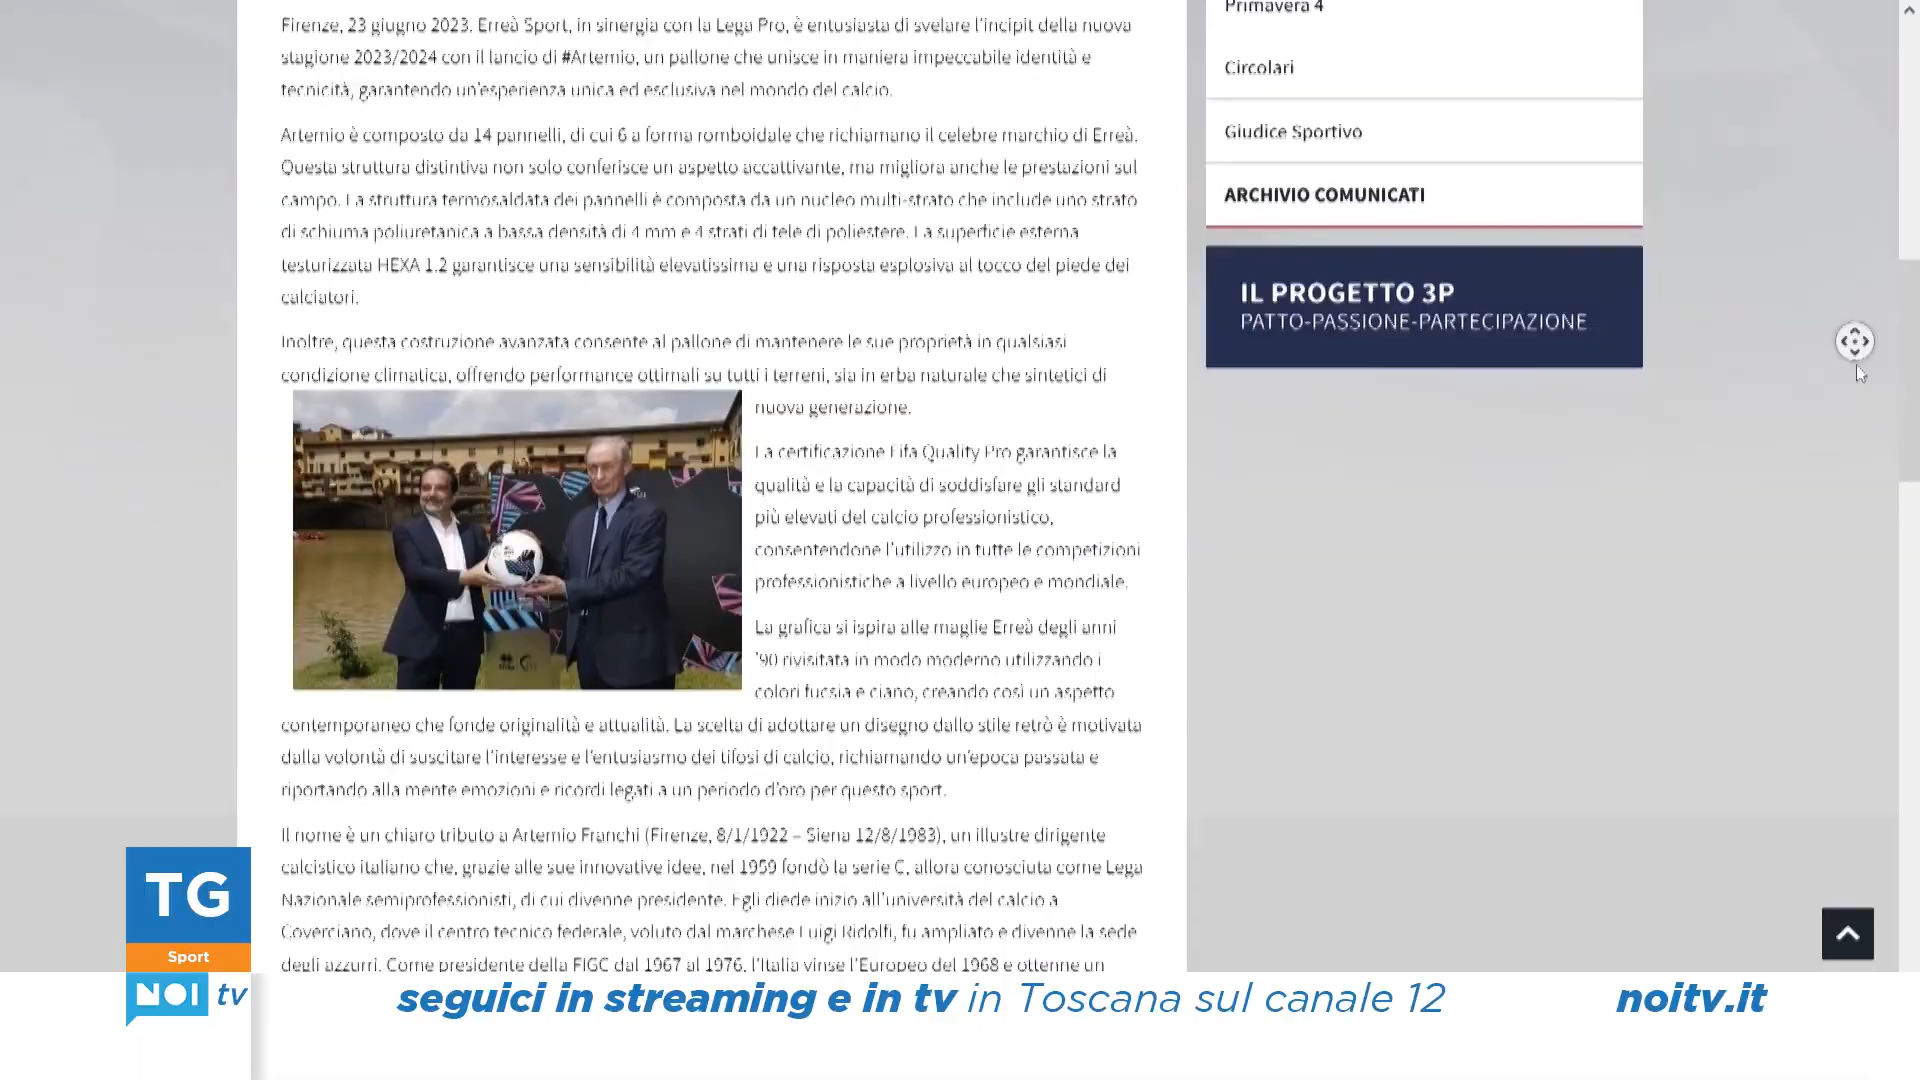 Firenze, 23 giugno 2023. Erreà Sport, in sinergia con la Lega Pro, è entusiasta di svelare l'incipit della nuova
stagione 2023/2024 con il lancio di #Artemio, un pallone che unisce in maniera impeccabile identità e
tecnicità, garantendo un'esperienza unica ed esclusiva nel mondo del calcio.
Artemio è composto da 14 pannelli, di cui 6 a forma romboidale che richiamano il celebre marchio di Erreà.
Questa struttura distintiva non solo conferisce un aspetto accattivante, ma migliora anche le prestazioni sul
campo. La struttura termosaldata dei pannelli è composta da un nucleo multi-strato che include uno strato
di schiuma poliuretanica a bassa densità di 4 mm e 4 strati di tele di poliestere. La superficie esterna
testurizzata HEXA 1.2 garantisce una sensibilità elevatissima e una risposta esplosiva al tocco del piede dei
calciatori.
Inoltre, questa costruzione avanzata consente al pallone di mantenere le sue proprietà in qualsiasi
condizione climatica, offrendo performance ottimali su tutti i terreni, sia in erba naturale che sintetici di
nuova generazione.
La certificazione Fifa Quality Pro garantisce la
qualità e la capacità di soddisfare gli standard
più elevati del calcio professionistico,
consentendone l'utilizzo in tutte le competizioni
professionistiche a livello europeo e mondiale.
La grafica si ispira alle maglie Erreà degli anni
'90 rivisitata in modo moderno utilizzando i
colori fucsia e ciano, creando così un aspetto
contemporaneo che fonde originalità e attualità. La scelta di adottare un disegno dallo stile retrò è motivata
dalla volontà di suscitare l'interesse e l'entusiasmo dei tifosi di calcio, richiamando un'epoca passata e
riportando alla mente emozioni e ricordi legati a un periodo d'oro per questo sport.
Il nome è un chiaro tributo a Artemio Franchi (Firenze, 8/1/1922 – Siena 12/8/1983), un illustre dirigente
calcistico italiano che, grazie alle sue innovative idee, nel 1959 fondò la serie C, allora conosciuta come Lega
Nazionale semiprofessionisti, di cui divenne presidente. Egli diede inizio all'università del calcio a
Coverciano, dove il centro tecnico federale, voluto dal marchese Luigi Ridolfi, fu ampliato e divenne la sede
degli azzurri. Come presidente della FIGC dal 1967 al 1976, l'Italia vinse l'Europeo del 1968 e ottenne un
Primavera 4
Circolari
Giudice Sportivo
ARCHIVIO COMUNICATI
IL PROGETTO 3P
PATTO-PASSIONE-PARTECIPAZIONE
TG
Sport
NOI tv
seguici in streaming e in tv in Toscana sul canale 12
noitv.it